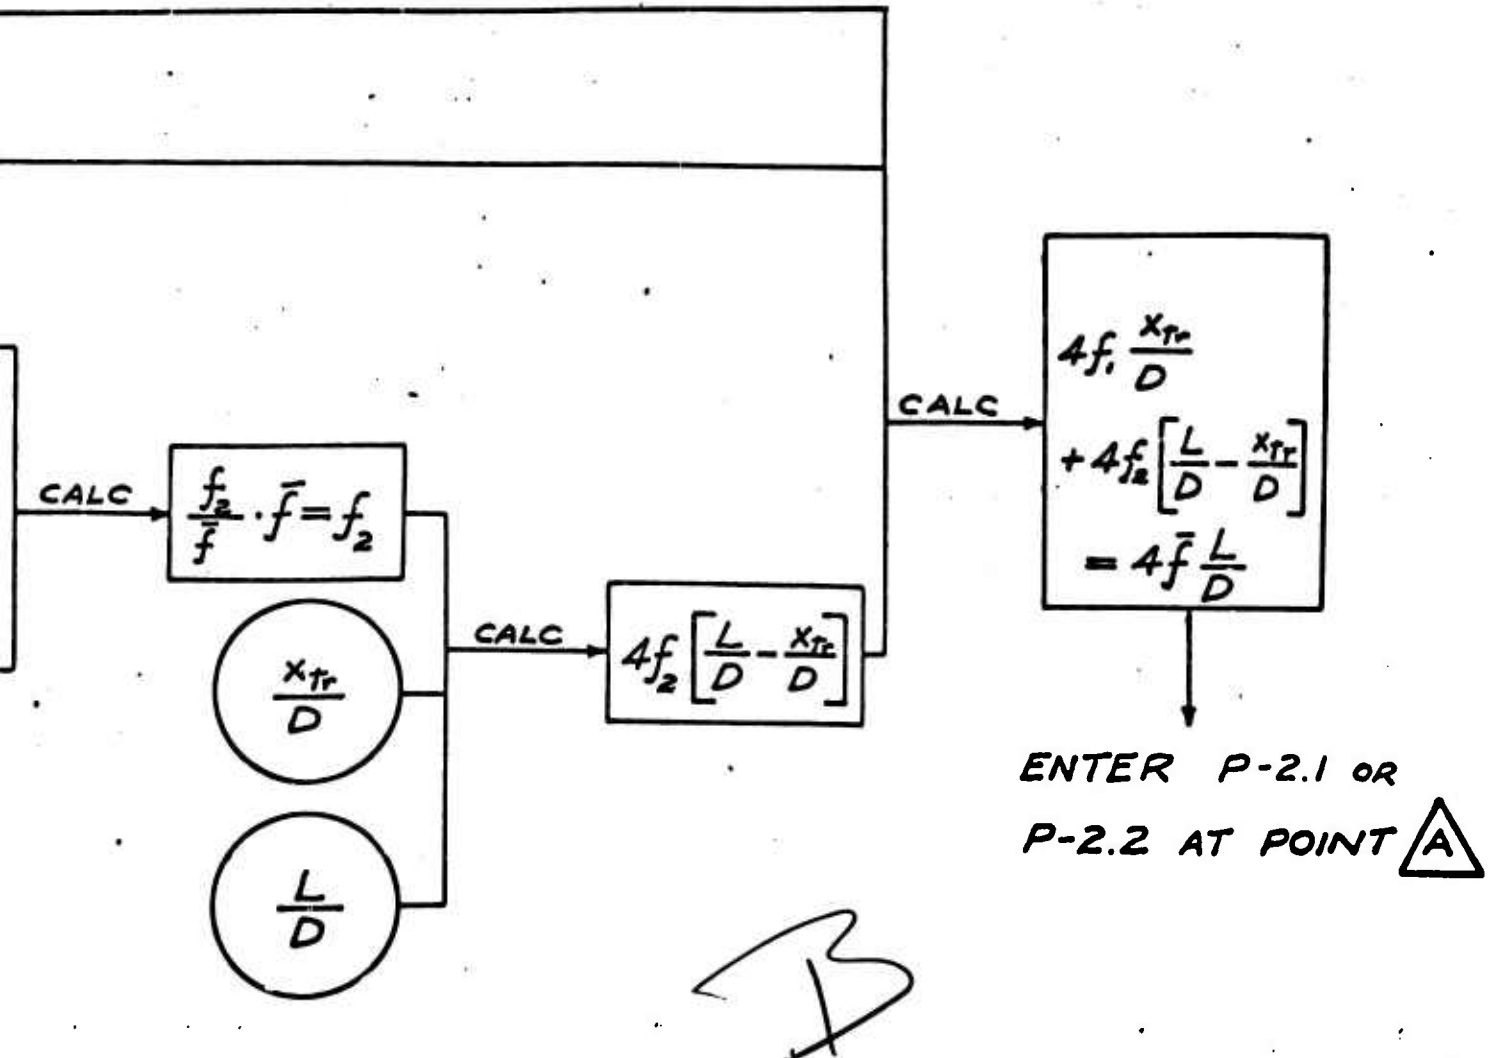 CALC
f₂/f̄ · f̄ = f₂
x_Tr/D
L/D
CALC
4f₂ [L/D - x_Tr/D]
CALC
4f₁ x_Tr/D
+ 4f₂ [L/D - x_Tr/D]
= 4f̄ L/D
ENTER P-2.1 OR
P-2.2 AT POINT A
B